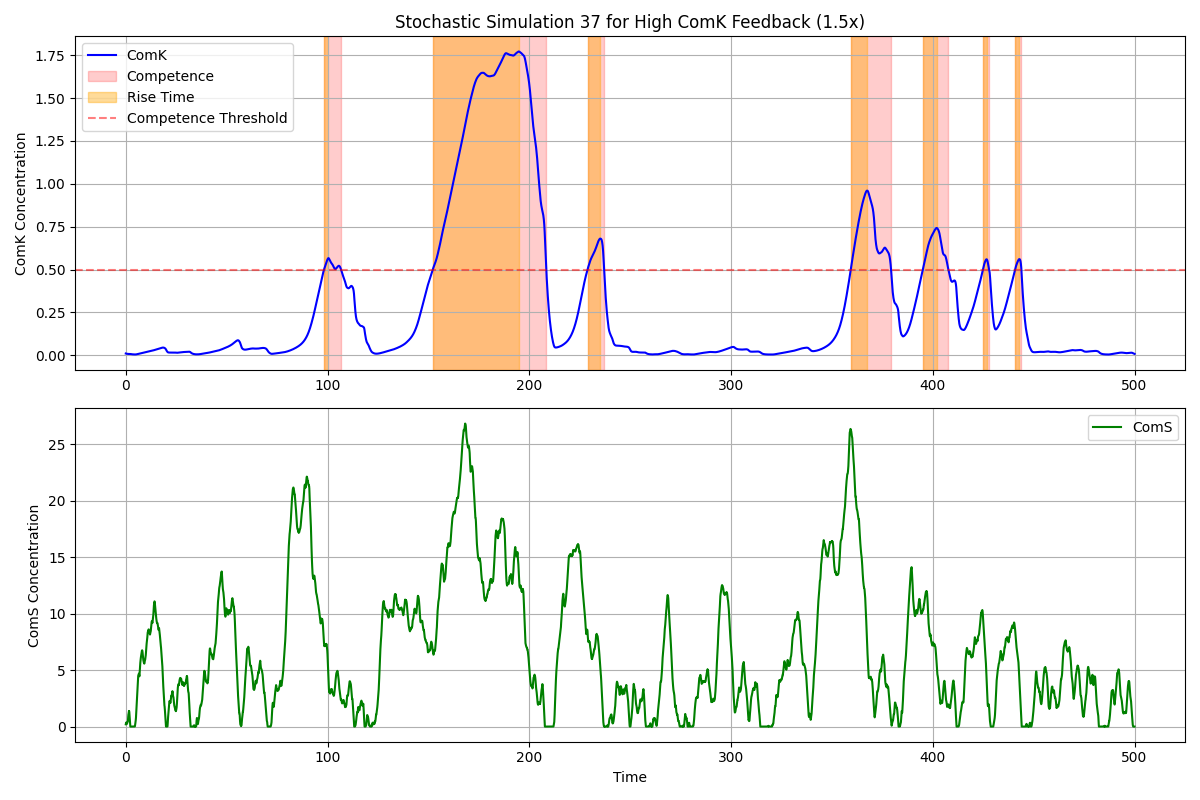 Stochastic Simulation 37 for High ComK Feedback (1.5x)
ComK
Competence
Rise Time
Competence Threshold
ComK Concentration
1.75
1.50
1.25
1.00
0.75
0.50
0.25
0.00
0 100 200 300 400 500
ComS
ComS Concentration
25
20
15
10
5
0
0 100 200 300 400 500
Time